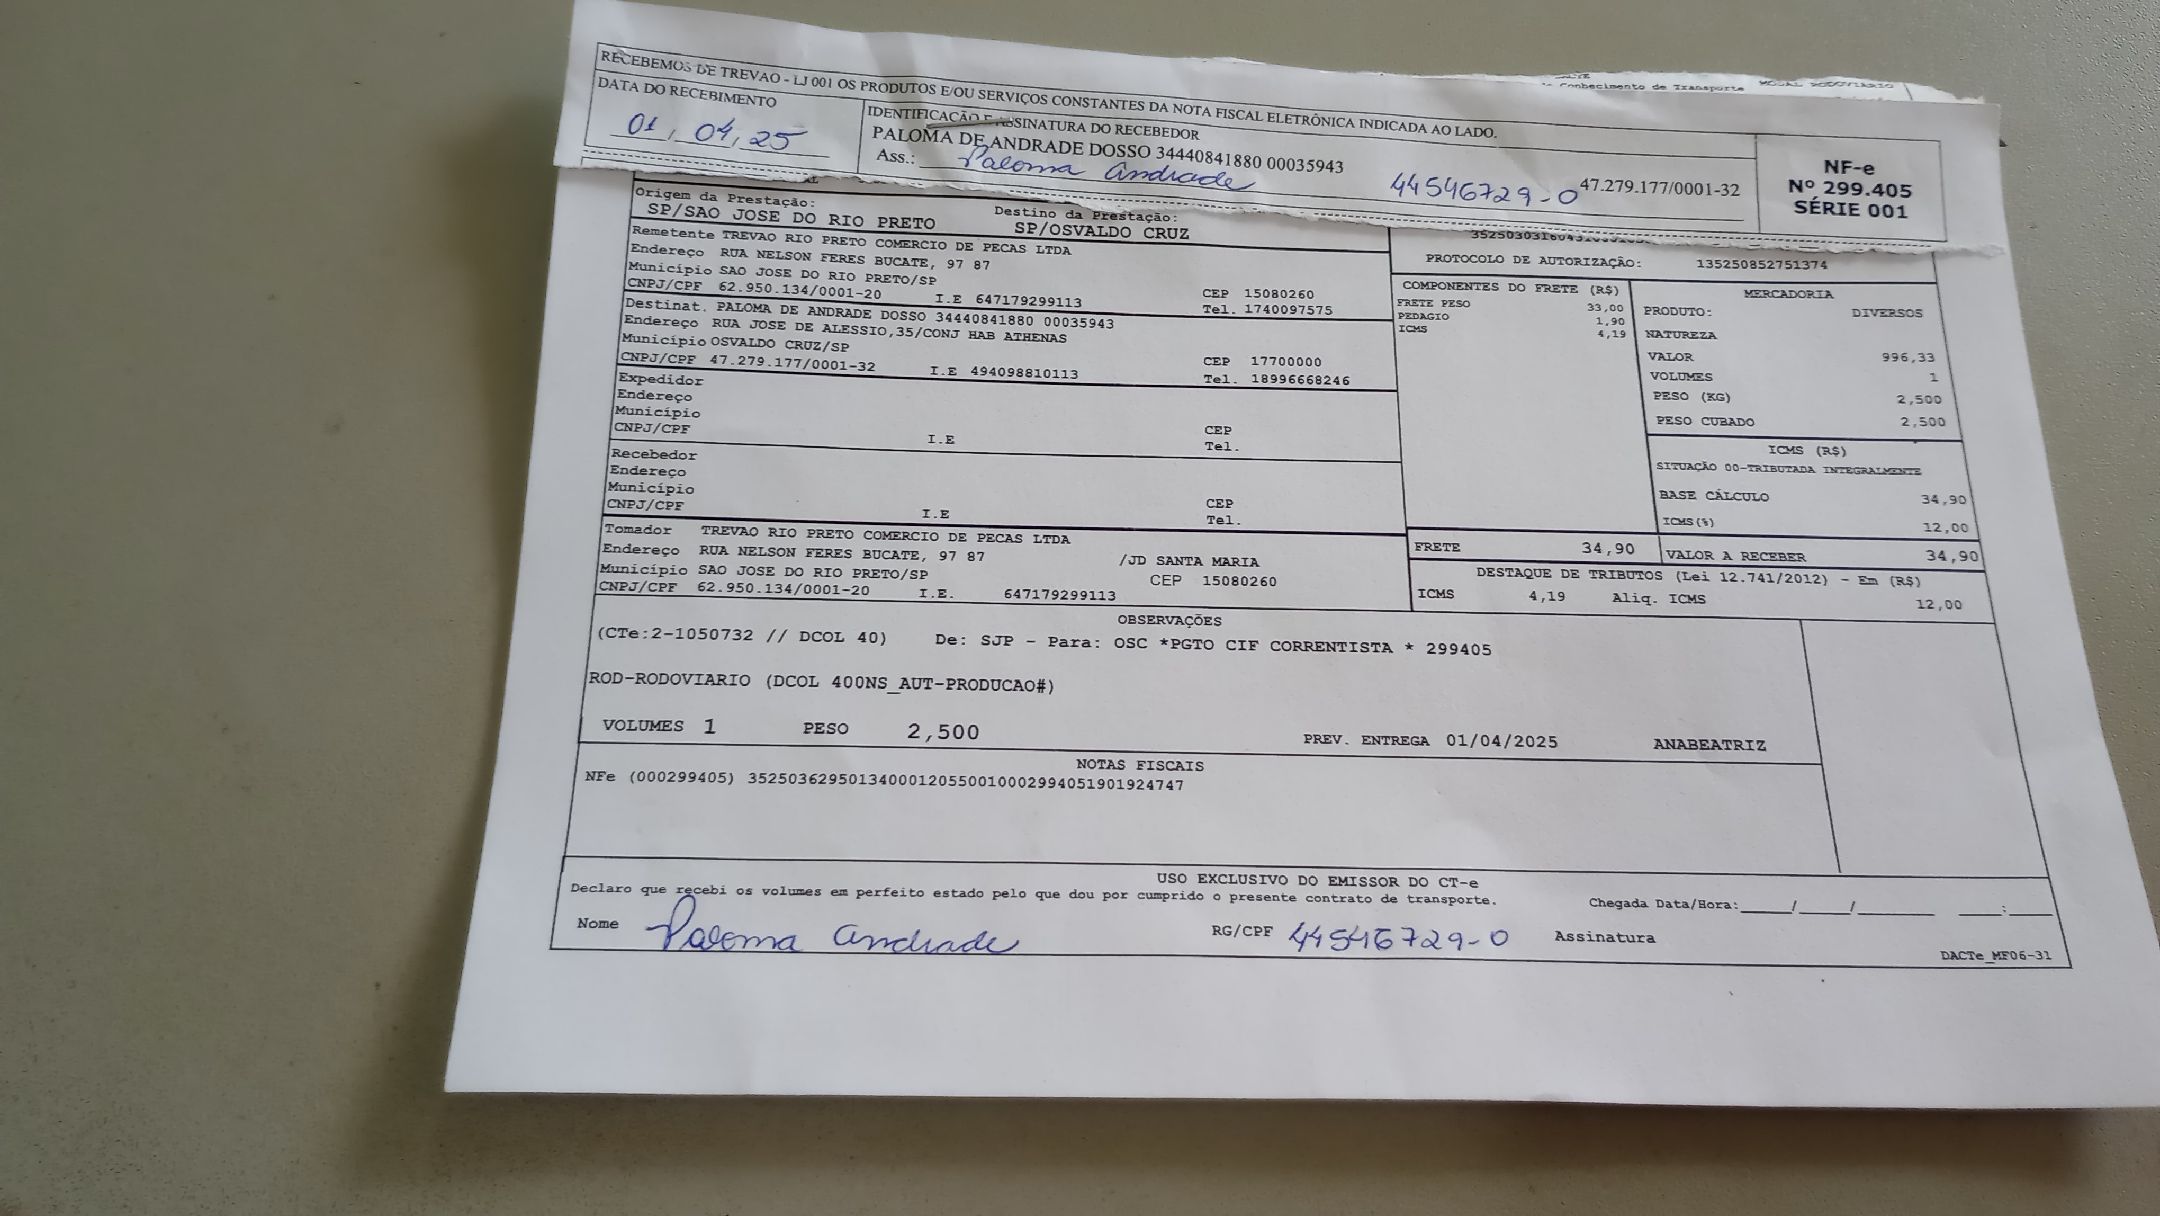 Conhecimento de Transporte
MODAL RODOVIÁRIO
RECEBEMOS DE TREVAO - LJ 001 OS PRODUTOS E/OU SERVIÇOS CONSTANTES DA NOTA FISCAL ELETRÔNICA INDICADA AO LADO.
DATA DO RECEBIMENTO
01, 04, 25
IDENTIFICAÇÃO E ASSINATURA DO RECEBEDOR
PALOMA DE ANDRADE DOSSO 34440841880 00035943
Ass.: Paloma Andrade 44546729-0 47.279.177/0001-32
NF-e
Nº 299.405
SÉRIE 001
Origem da Prestação:
SP/SAO JOSE DO RIO PRETO
Destino da Prestação:
SP/OSVALDO CRUZ
Remetente TREVAO RIO PRETO COMERCIO DE PECAS LTDA
Endereço RUA NELSON FERES BUCATE, 97 87
Município SAO JOSE DO RIO PRETO/SP CEP 15080260
CNPJ/CPF 62.950.134/0001-20 I.E 647179299113 Tel. 1740097575
Destinat. PALOMA DE ANDRADE DOSSO 34440841880 00035943
Endereço RUA JOSE DE ALESSIO,35/CONJ HAB ATHENAS
Município OSVALDO CRUZ/SP CEP 17700000
CNPJ/CPF 47.279.177/0001-32 I.E 494098810113 Tel. 18996668246
Expedidor
Endereço
Município CEP
CNPJ/CPF I.E Tel.
Recebedor
Endereço
Município CEP
CNPJ/CPF I.E Tel.
Tomador TREVAO RIO PRETO COMERCIO DE PECAS LTDA
Endereço RUA NELSON FERES BUCATE, 97 87 /JD SANTA MARIA
Município SAO JOSE DO RIO PRETO/SP CEP 15080260
CNPJ/CPF 62.950.134/0001-20 I.E. 647179299113
PROTOCOLO DE AUTORIZAÇÃO: 135250852751374
COMPONENTES DO FRETE (R$)
FRETE PESO 33,00
PEDAGIO 1,90
ICMS 4,19
MERCADORIA
PRODUTO: DIVERSOS
NATUREZA
VALOR 996,33
VOLUMES 1
PESO (KG) 2,500
PESO CUBADO 2,500
ICMS (R$)
SITUAÇÃO 00-TRIBUTADA INTEGRALMENTE
BASE CÁLCULO 34,90
ICMS(%) 12,00
FRETE 34,90 VALOR A RECEBER 34,90
DESTAQUE DE TRIBUTOS (Lei 12.741/2012) - Em (R$)
ICMS 4,19 Aliq. ICMS 12,00
OBSERVAÇÕES
(CTe:2-1050732 // DCOL 40) De: SJP - Para: OSC *PGTO CIF CORRENTISTA * 299405
ROD-RODOVIARIO (DCOL 400NS_AUT-PRODUCAO#)
VOLUMES 1 PESO 2,500 PREV. ENTREGA 01/04/2025 ANABEATRIZ
NOTAS FISCAIS
NFe (000299405) 35250362950134000120550010002994051901924747
USO EXCLUSIVO DO EMISSOR DO CT-e
Declaro que recebi os volumes em perfeito estado pelo que dou por cumprido o presente contrato de transporte. Chegada Data/Hora:_____/_____/________ ____:____
Nome Paloma Andrade RG/CPF 44546729-0 Assinatura
DACTe_MF06-31